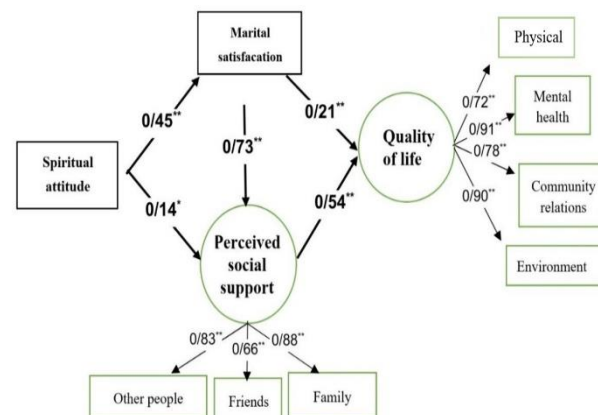 Marital
satisfacation
Physical
0/72**
Mental
health
0/45**
0/21**
0/91**
Quality
of life
0/78**
Spiritual
attitude
0/73**
Community
relations
0/14*
0/54**
0/90**
Perceived
social
support
Environment
0/83**
0/66**
0/88**
Other people
Friends
Family